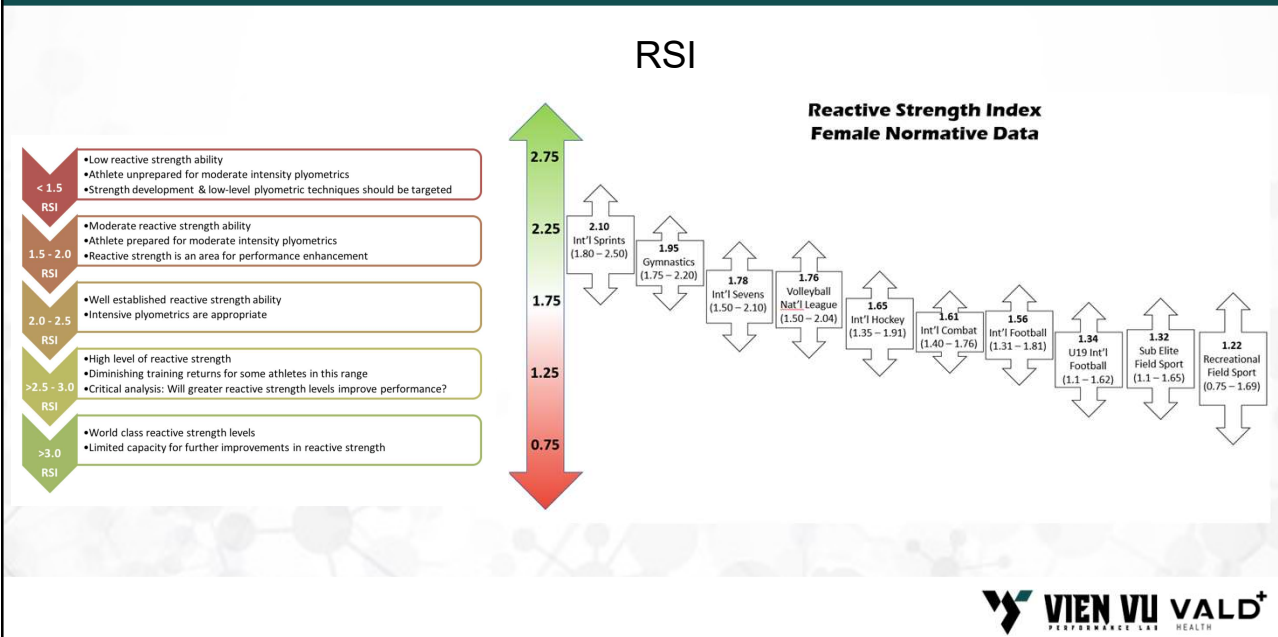 RSI
< 1.5
RSI
•Low reactive strength ability
•Athlete unprepared for moderate intensity plyometrics
•Strength development & low-level plyometric techniques should be targeted
1.5 - 2.0
RSI
•Moderate reactive strength ability
•Athlete prepared for moderate intensity plyometrics
•Reactive strength is an area for performance enhancement
2.0 - 2.5
RSI
•Well established reactive strength ability
•Intensive plyometrics are appropriate
>2.5 - 3.0
RSI
•High level of reactive strength
•Diminishing training returns for some athletes in this range
•Critical analysis: Will greater reactive strength levels improve performance?
>3.0
RSI
•World class reactive strength levels
•Limited capacity for further improvements in reactive strength
2.75
2.25
1.75
1.25
0.75
Reactive Strength Index
Female Normative Data
2.10
Int'l Sprints
(1.80 – 2.50)
1.95
Gymnastics
(1.75 – 2.20)
1.78
Int'l Sevens
(1.50 – 2.10)
1.76
Volleyball
Nat'l League
(1.50 – 2.04)
1.65
Int'l Hockey
(1.35 – 1.91)
1.61
Int'l Combat
(1.40 – 1.76)
1.56
Int'l Football
(1.31 – 1.81)
1.34
U19 Int'l
Football
(1.1 – 1.62)
1.32
Sub Elite
Field Sport
(1.1 – 1.65)
1.22
Recreational
Field Sport
(0.75 – 1.69)
VIEN VU
PERFORMANCE LAB
VALD+
HEALTH